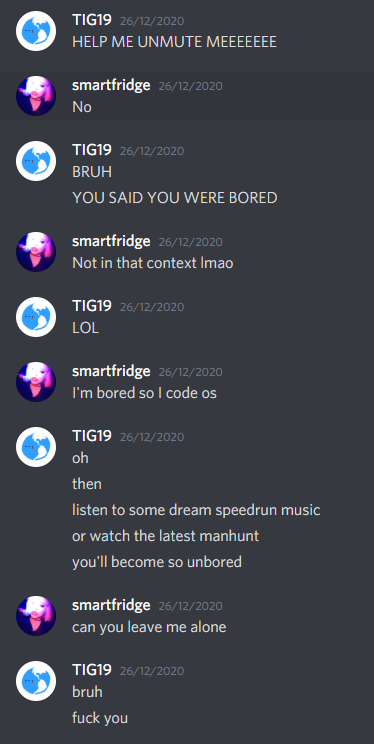 TIG19 26/12/2020
HELP ME UNMUTE MEEEEEEE
smartfridge 26/12/2020
No
TIG19 26/12/2020
BRUH
YOU SAID YOU WERE BORED
smartfridge 26/12/2020
Not in that context lmao
TIG19 26/12/2020
LOL
smartfridge 26/12/2020
I'm bored so I code os
TIG19 26/12/2020
oh
then
listen to some dream speedrun music
or watch the latest manhunt
you'll become so unbored
smartfridge 26/12/2020
can you leave me alone
TIG19 26/12/2020
bruh
fuck you